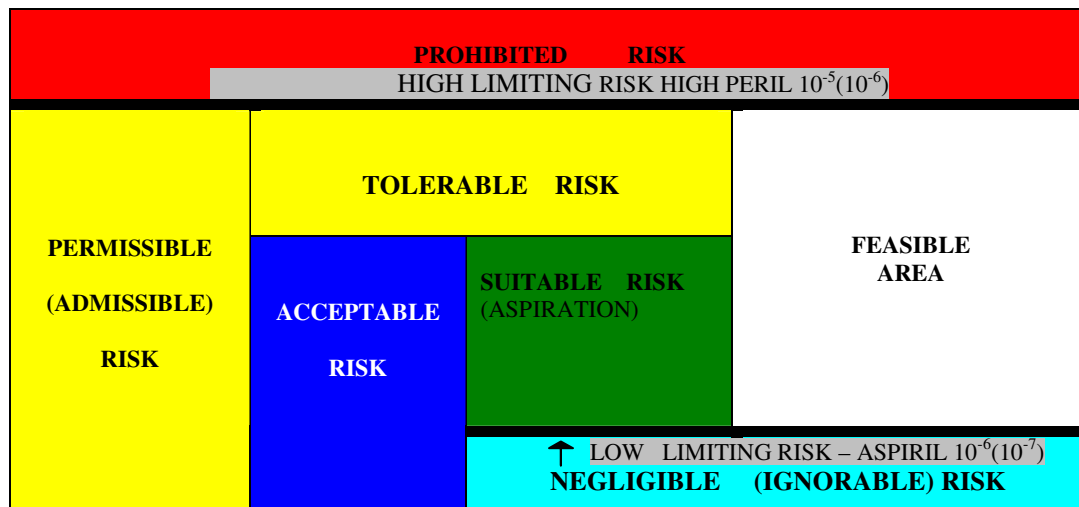 PROHIBITED RISK
HIGH LIMITING RISK HIGH PERIL 10⁻⁵(10⁻⁶)
PERMISSIBLE
(ADMISSIBLE)
RISK
TOLERABLE RISK
ACCEPTABLE
RISK
SUITABLE RISK
(ASPIRATION)
FEASIBLE
AREA
↑ LOW LIMITING RISK – ASPIRIL 10⁻⁶(10⁻⁷)
NEGLIGIBLE (IGNORABLE) RISK